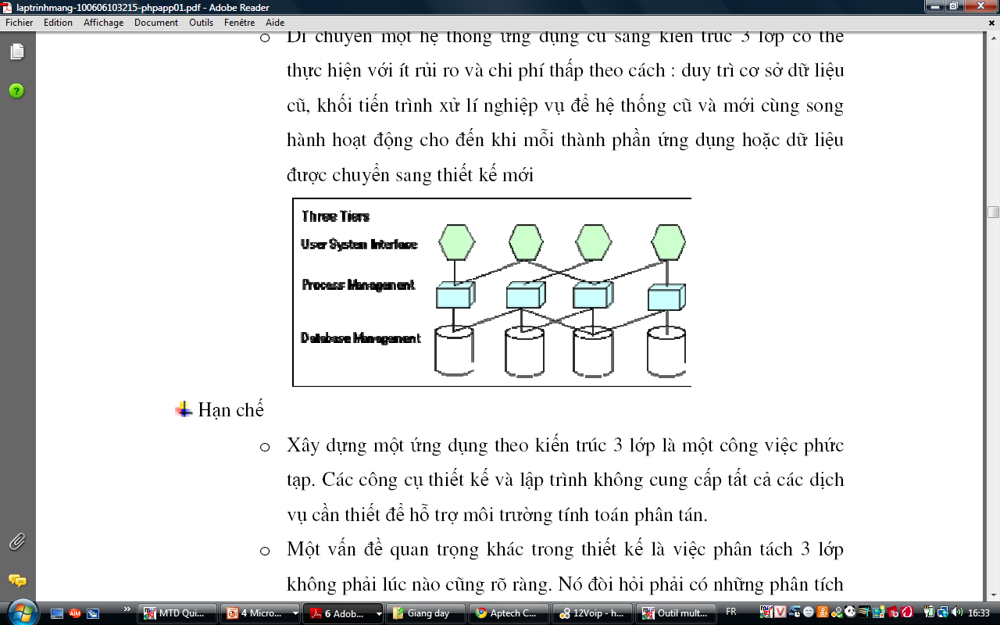 laptrinhmang-100606103215-phpapp01.pdf - Adobe Reader
Fichier Edition Affichage Document Outils Fenêtre Aide
Di chuyển một hệ thống ứng dụng cũ sang kiến trúc 3 lớp có thể
thực hiện với ít rủi ro và chi phí thấp theo cách : duy trì cơ sở dữ liệu
cũ, khối tiến trình xử lí nghiệp vụ để hệ thống cũ và mới cùng song
hành hoạt động cho đến khi mỗi thành phần ứng dụng hoặc dữ liệu
được chuyển sang thiết kế mới
Three Tiers
User System Interface
Process Management
Database Management
Hạn chế
o Xây dựng một ứng dụng theo kiến trúc 3 lớp là một công việc phức
tạp. Các công cụ thiết kế và lập trình không cung cấp tất cả các dịch
vụ cần thiết để hỗ trợ môi trường tính toán phân tán.
o Một vấn đề quan trọng khác trong thiết kế là việc phân tách 3 lớp
không phải lúc nào cũng rõ ràng. Nó đòi hỏi phải có những phân tích
MTD Qui... 4 Micro... 6 Adob... Giang day Aptech C... 12Voip - h... Outil mult... FR 16:33